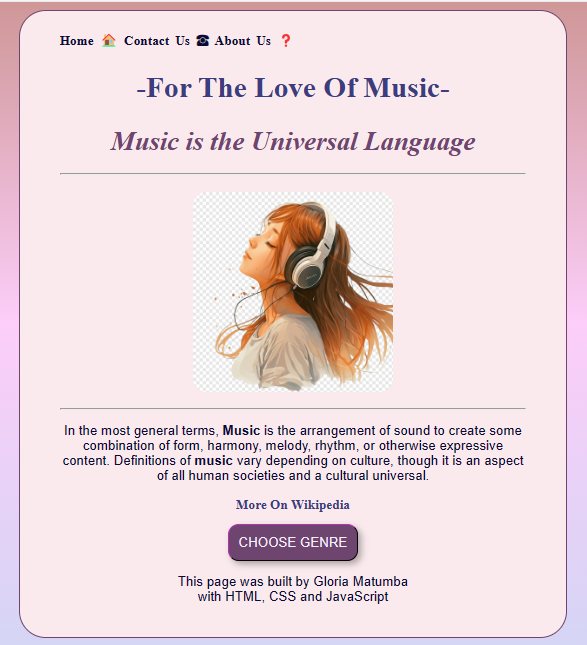 Home 🏠 Contact Us ☎ About Us ❓
-For The Love Of Music-
Music is the Universal Language
In the most general terms, Music is the arrangement of sound to create some
combination of form, harmony, melody, rhythm, or otherwise expressive
content. Definitions of music vary depending on culture, though it is an aspect
of all human societies and a cultural universal.
More On Wikipedia
CHOOSE GENRE
This page was built by Gloria Matumba
with HTML, CSS and JavaScript